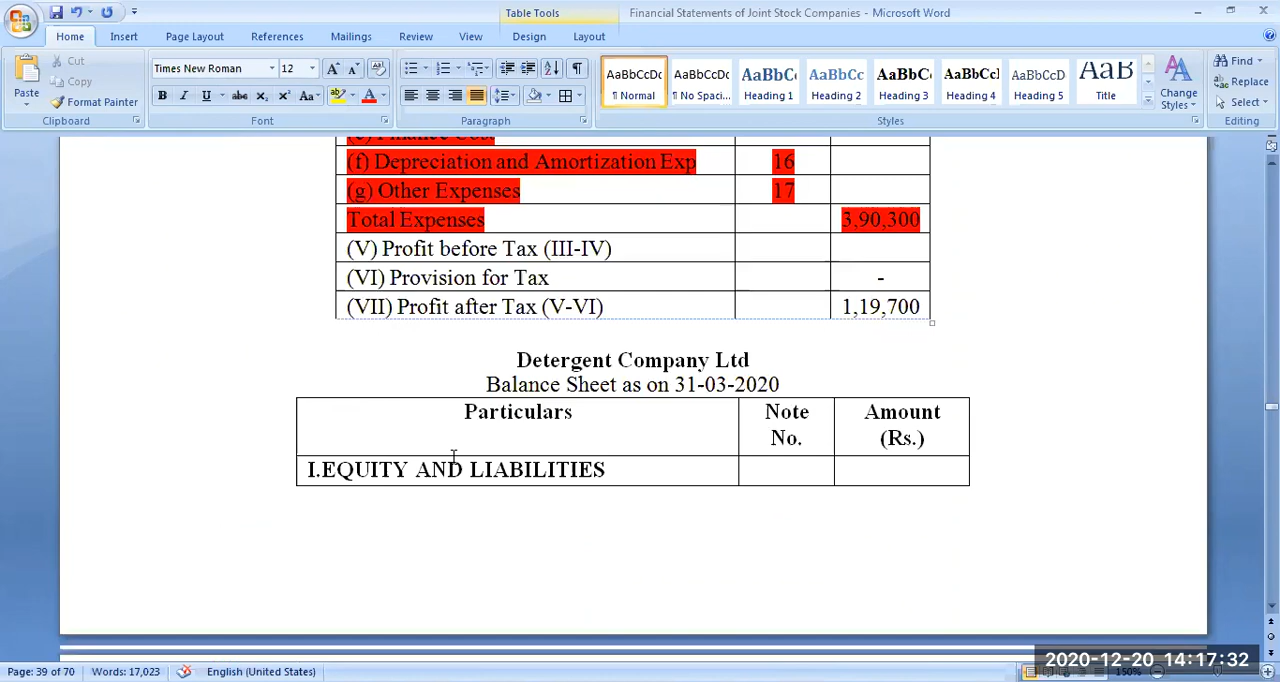 Table Tools
Financial Statements of Joint Stock Companies - Microsoft Word
Home Insert Page Layout References Mailings Review View Design Layout
Paste
Cut
Copy
Format Painter
Clipboard
Times New Roman 12
Font
Paragraph
AaBbCcDc AaBbCcDc AaBbC AaBbCc AaBbC AaBbCcI AaBbCcD AaB
¶ Normal ¶ No Spaci... Heading 1 Heading 2 Heading 3 Heading 4 Heading 5 Title
Change Styles
Styles
Find
Replace
Select
Editing
(f) Depreciation and Amortization Exp 16
(g) Other Expenses 17
Total Expenses 3,90,300
(V) Profit before Tax (III-IV)
(VI) Provision for Tax -
(VII) Profit after Tax (V-VI) 1,19,700
Detergent Company Ltd
Balance Sheet as on 31-03-2020
Particulars Note No. Amount (Rs.)
I.EQUITY AND LIABILITIES
Page: 39 of 70 Words: 17,023 English (United States) 150%
2020-12-20 14:17:32